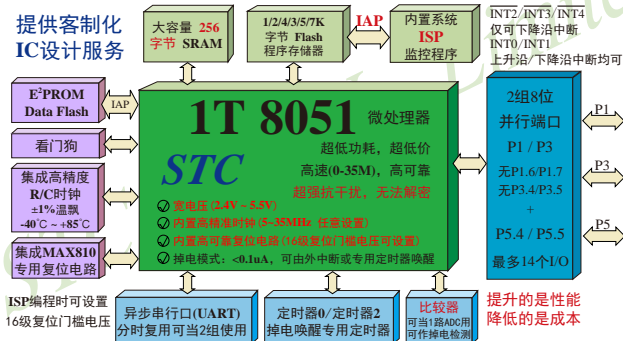 提供客制化
IC设计服务
大容量 256
字节 SRAM
1/2/4/3/5/7K
字节 Flash
程序存储器
IAP
内置系统
ISP
监控程序
INT2/INT3/INT4
仅可下降沿中断
INT0/INT1
上升沿/下降沿中断均可
E²PROM
Data Flash
IAP
看门狗
集成高精度
R/C时钟
±1%温飘
-40℃ ~ +85℃
集成MAX810
专用复位电路
ISP编程时可设置
16级复位门槛电压
1T 8051 微处理器
超低功耗，超低价
STC
高速(0-35M)，高可靠
超强抗干扰，无法解密
宽电压 (2.4V ~ 5.5V)
内置高精准时钟 (5~35MHz 任意设置)
内置高可靠复位电路 (16级复位门槛电压可设置)
掉电模式：<0.1uA，可由外中断或专用定时器唤醒
2组8位
并行端口
P1 / P3
无P1.6/P1.7
无P3.4/P3.5
+
P5.4 / P5.5
最多14个I/O
P1
P3
P5
异步串行口(UART)
分时复用可当2组使用
定时器0/定时器2
掉电唤醒专用定时器
比较器
可当1路ADC用
可作掉电检测
提升的是性能
降低的是成本